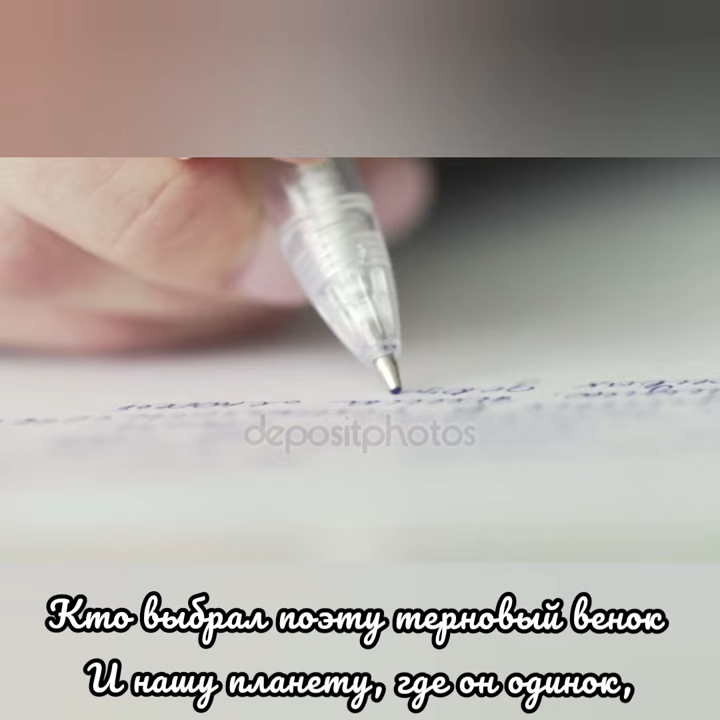 depositphotos
Кто выбрал поэту терновый венок
И нашу планету, где он одинок,